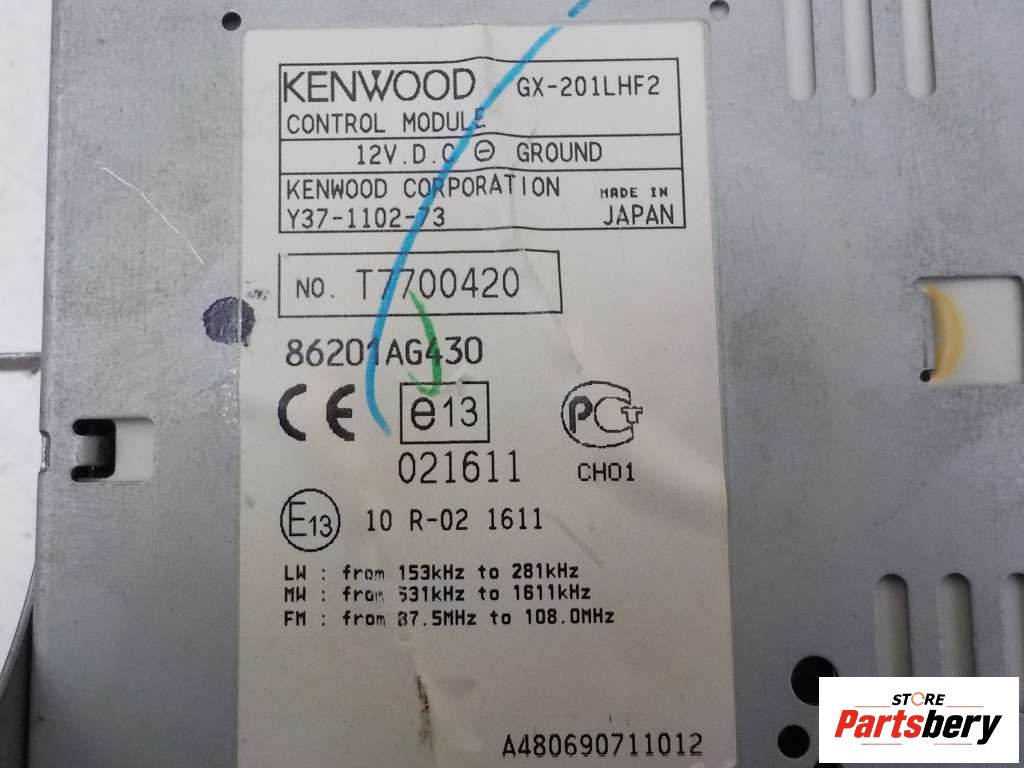 KENWOOD GX-201LHF2
CONTROL MODULE
12V.D.C ⊖ GROUND
KENWOOD CORPORATION MADE IN
Y37-1102-73 JAPAN
NO. T7700420
86201AG430
CE e13 PCT
021611 CH01
E13 10 R-02 1611
LW : from 153kHz to 281kHz
MW : from 531kHz to 1611kHz
FM : from 87.5MHz to 108.0MHz
A480690711012
STORE
Partsbery